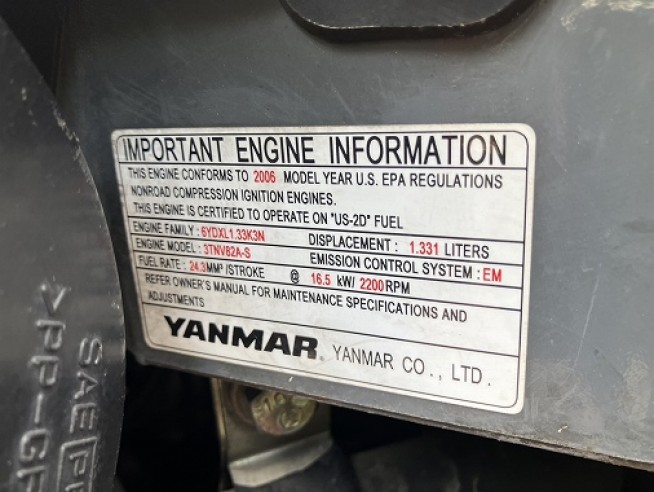 IMPORTANT ENGINE INFORMATION
THIS ENGINE CONFORMS TO 2006 MODEL YEAR U.S. EPA REGULATIONS
NONROAD COMPRESSION IGNITION ENGINES.
THIS ENGINE IS CERTIFIED TO OPERATE ON "US-2D" FUEL
ENGINE FAMILY : 6YDXL1.33K3N DISPLACEMENT : 1.331 LITERS
ENGINE MODEL : 3TNV82A-S EMISSION CONTROL SYSTEM : EM
FUEL RATE : 24.3MM³ /STROKE @ 16.5 kW/ 2200RPM
REFER OWNER'S MANUAL FOR MAINTENANCE SPECIFICATIONS AND
ADJUSTMENTS
YANMAR. YANMAR CO., LTD.
>PP-GF
SAE